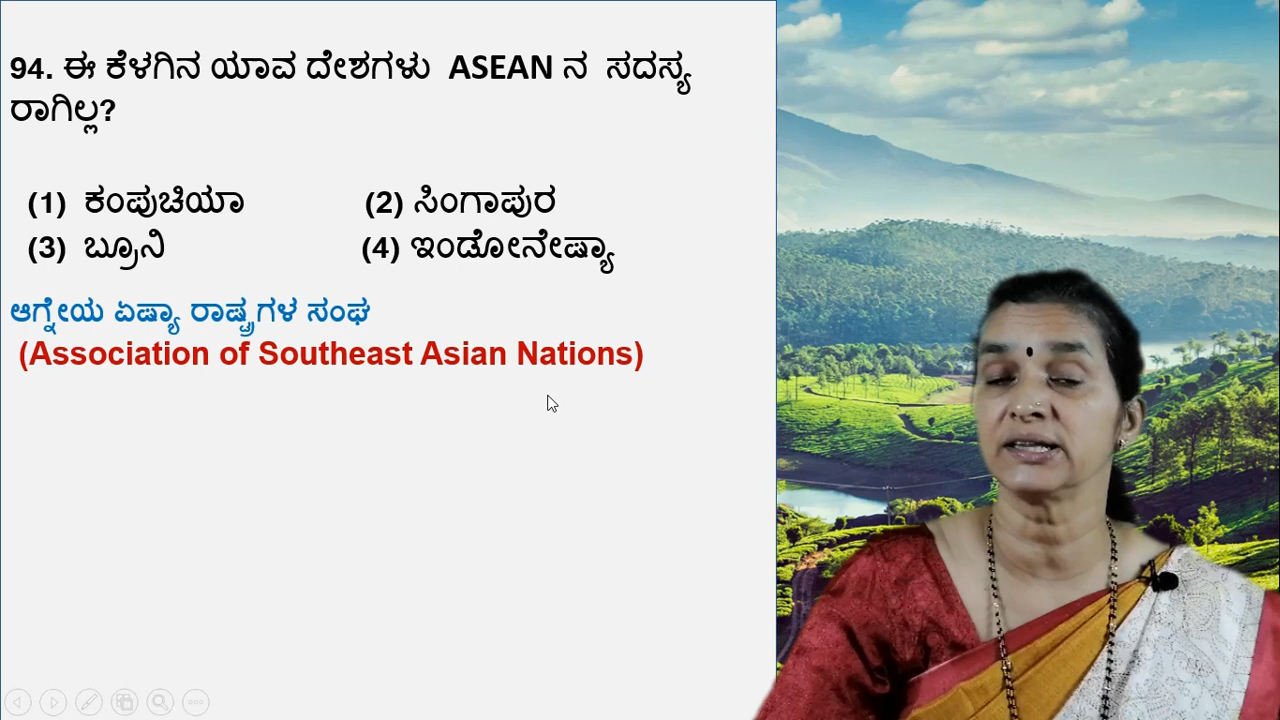 94. ಈ ಕೆಳಗಿನ ಯಾವ ದೇಶಗಳು ASEAN ನ ಸದಸ್ಯ
ರಾಗಿಲ್ಲ?
(1) ಕಂಪುಚಿಯಾ (2) ಸಿಂಗಾಪುರ
(3) ಬ್ರೂನಿ (4) ಇಂಡೋನೇಷ್ಯಾ
ಆಗ್ನೇಯ ಏಷ್ಯಾ ರಾಷ್ಟ್ರಗಳ ಸಂಘ
(Association of Southeast Asian Nations)